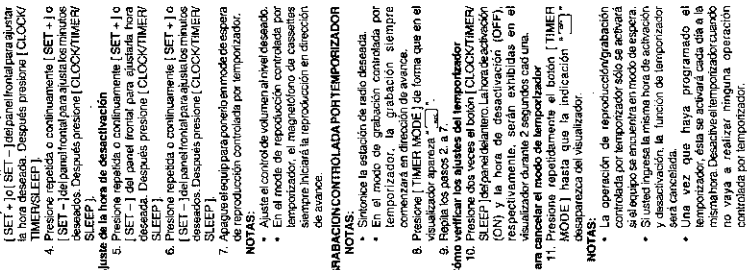 [SET + ] o [ SET – ] del panel frontal para ajustar
la hora deseada. Después presione [ CLOCK/
TIMER/SLEEP ].
4. Presione repetida o continuamente [ SET + ] o
[ SET – ] del panel frontal para ajusta los minutos
deseados. Después presione [ CLOCK/TIMER/
SLEEP ].
juste de la hora de desactivación
5. Presione repetida o continuamente [ SET + ] o
[ SET – ] del panel frontal para ajustada hora
deseada. Después presione [ CLOCK/TIMER/
SLEEP ].
6. Presione repetida o continuamente [ SET + ] o
[ SET – ] del panel frontal para ajusta los minutos
deseados. Después presione [ CLOCK/TIMER/
SLEEP ].
7. Apague el equip para ponerlo en modo de espera
de reproducción controlada por temporizador.
NOTAS:
• Ajuste el control de volumen al nivel deseado.
• En el mode de reproducción controlada por
temporizador, el magnetófono de cassettes
siempre iniciará la reproducción en dirección
de avance.
GRABACION CONTROLADA POR TEMPORIZADOR
NOTAS:
• Sintonice la estación de radio deseada.
• En el modo de grabación controlada por
temporizador, la grabación siempre
comenzará en dirección de avance.
8. Presione [ TIMER MODE ] de forma que en el
visualizador aparezca " ".
9. Repita los pasos 2. a 7.
ómo verificar los ajustes del temporizador
10. Presione dos veces el botón [ CLOCK/TIMER/
SLEEP ] del panel delantero. La hora de activación
(ON) y la hora de desactivación (OFF),
respectivamente, serán exhibidas en el
visualizador durante 2 segundos cad una.
ara cancelar el modo de temporizador
11. Presione repetidamente el botón [ TIMER
MODE ] hasta que la indicación " "
desaparezca del visualizador.
NOTAS:
• La operación de reproducción/grabación
controlada por temporizador sólo se activará
si el equipo se encuentra en modo de espera.
• Si usted ingresa la misma hora de activación
y desactivación, la función de temporizador
será cancelada.
• Una vez que haya programado el
temporizador, ésta se activará cada día a la
misma hora. Desactive el temporizador cuando
no vaya a realizar ninguna operación
controlada por temporizador.